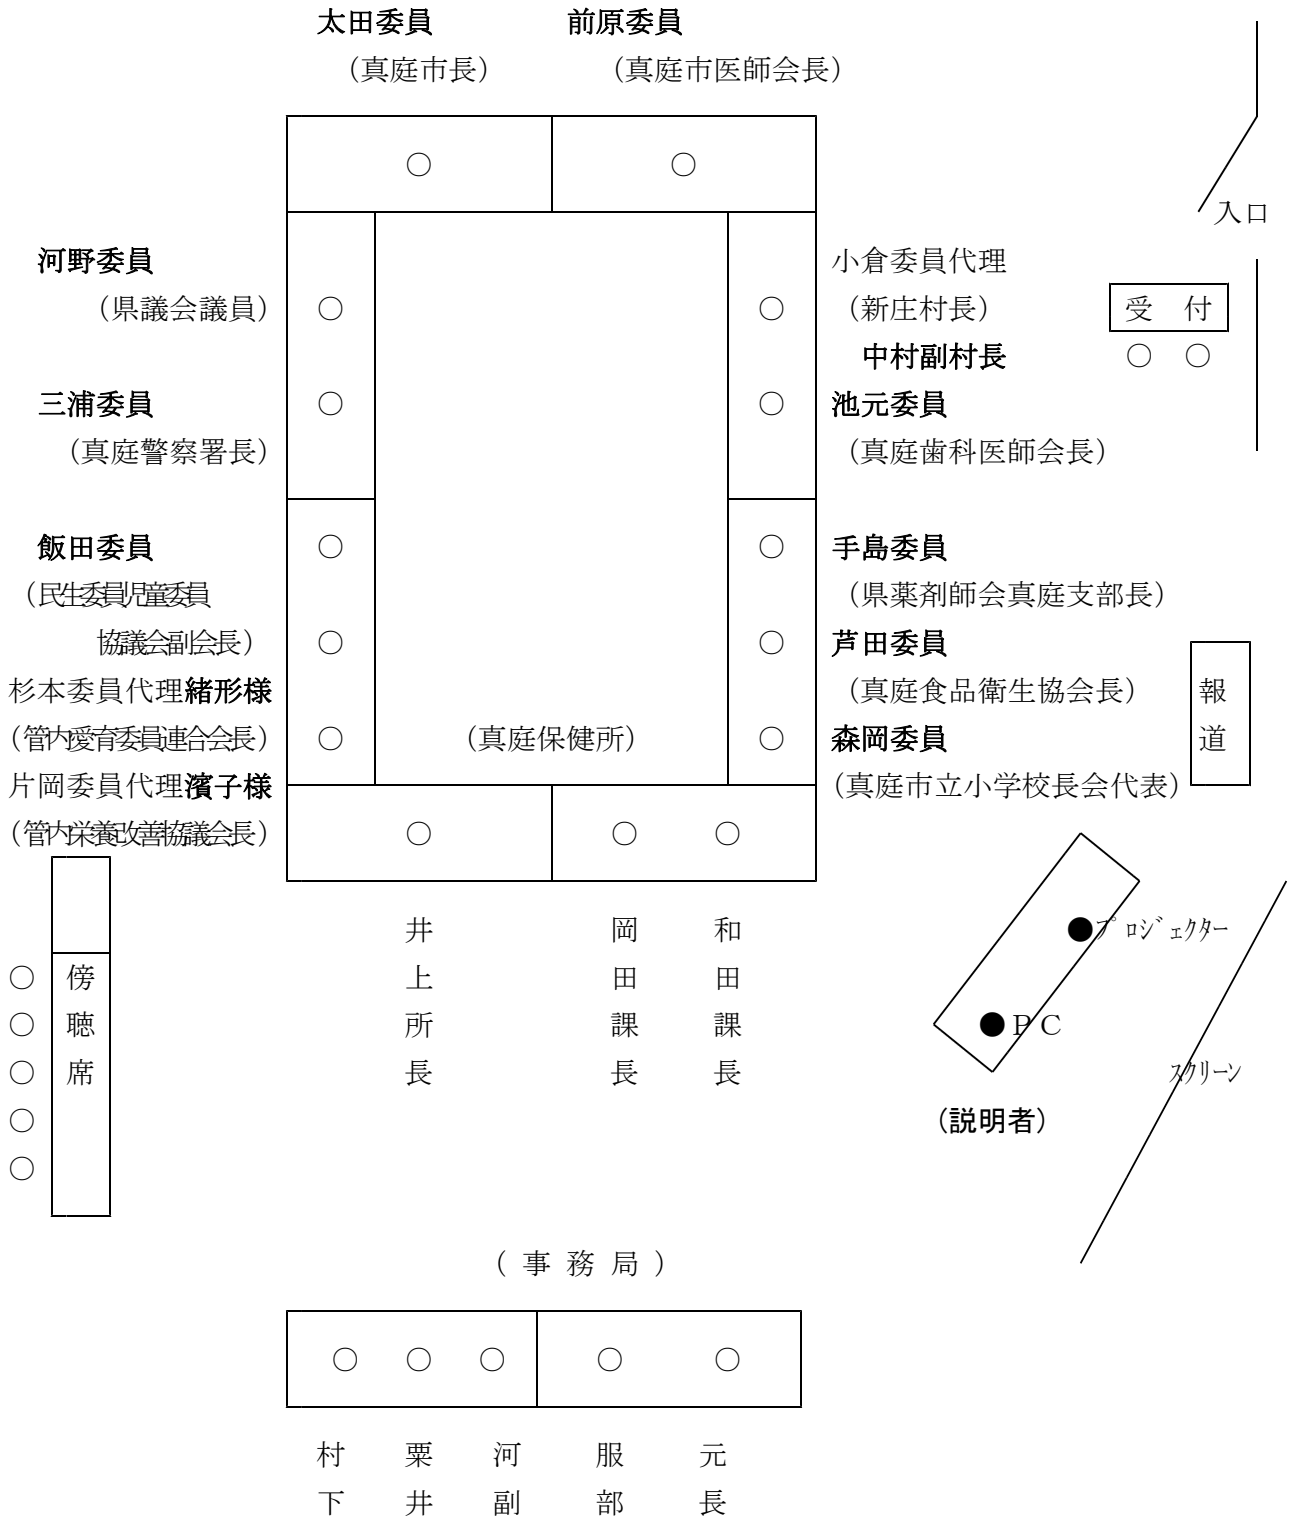 太田委員　前原委員
（真庭市長）　（真庭市医師会長）
○　○
入口
河野委員　小倉委員代理
（県議会議員）　○　○　（新庄村長）　受　付
中村副村長　○　○
三浦委員　○　○　池元委員
（真庭警察署長）　（真庭歯科医師会長）
飯田委員　○　○　手島委員
（民生委員児童委員　（県薬剤師会真庭支部長）
協議会副会長）　○　○　芦田委員
杉本委員代理緒形様　（真庭食品衛生協会長）　報道
（管内愛育委員連合会長）　○　（真庭保健所）　○　森岡委員
片岡委員代理濱子様　（真庭市立小学校長会代表）
（管内栄養改善協議会長）　○　○　○
井上所長　岡田課長　和田課長
●プロジェクター
○　傍聴席
○　●ＰＣ
○　スクリーン
○　（説明者）
○
（ 事 務 局 ）
○　○　○　○　○
村下　粟井　河副　服部　元長